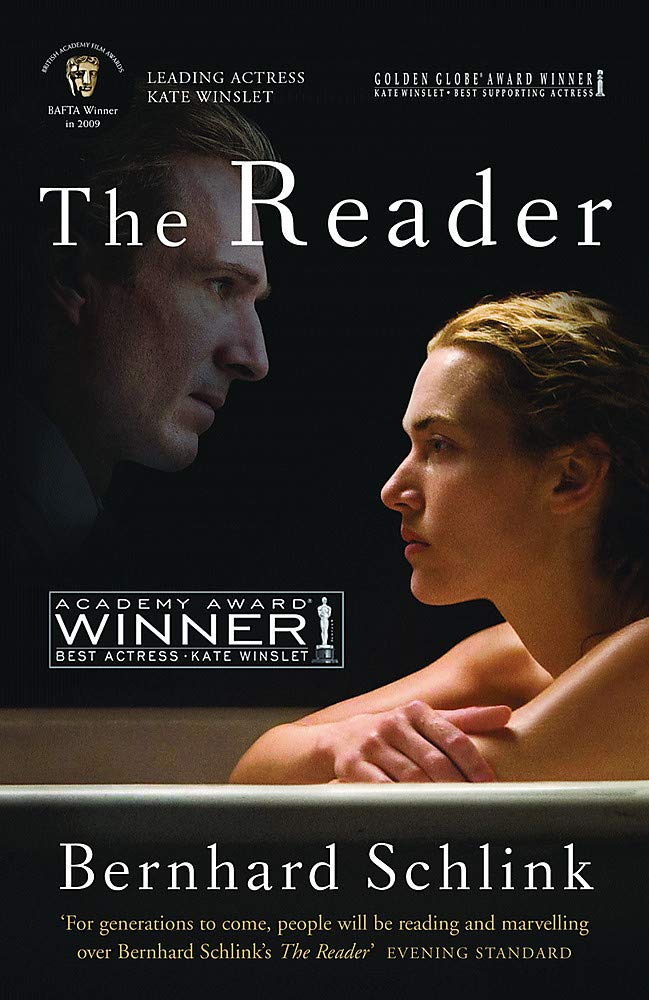 BRITISH ACADEMY FILM AWARDS
BAFTA Winner
in 2009
LEADING ACTRESS
KATE WINSLET
GOLDEN GLOBE® AWARD WINNER
KATE WINSLET • BEST SUPPORTING ACTRESS
The Reader
ACADEMY AWARD®
WINNER
BEST ACTRESS · KATE WINSLET
Bernhard Schlink
‘For generations to come, people will be reading and marvelling
over Bernhard Schlink’s The Reader’ EVENING STANDARD